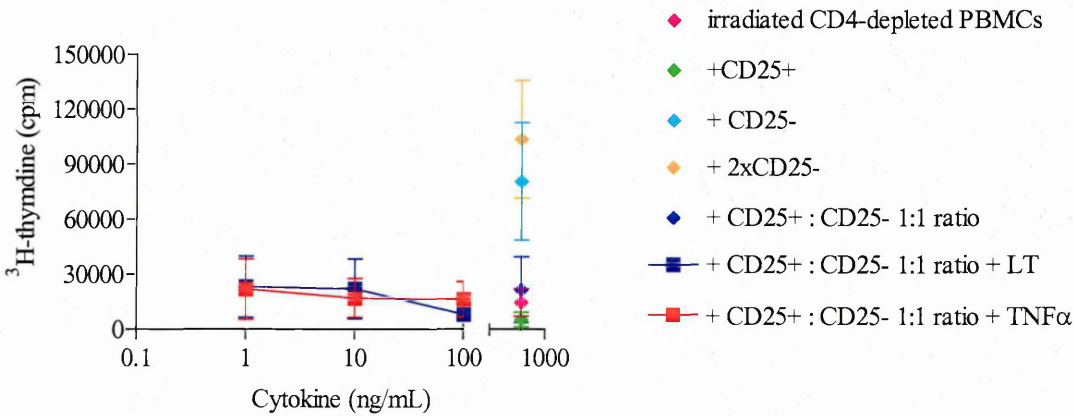 150000
120000
90000
60000
30000
0
³H-thymdine (cpm)
0.1
1
10
100
1000
Cytokine (ng/mL)
irradiated CD4-depleted PBMCs
+CD25+
+ CD25-
+ 2xCD25-
+ CD25+ : CD25- 1:1 ratio
+ CD25+ : CD25- 1:1 ratio + LT
+ CD25+ : CD25- 1:1 ratio + TNFα